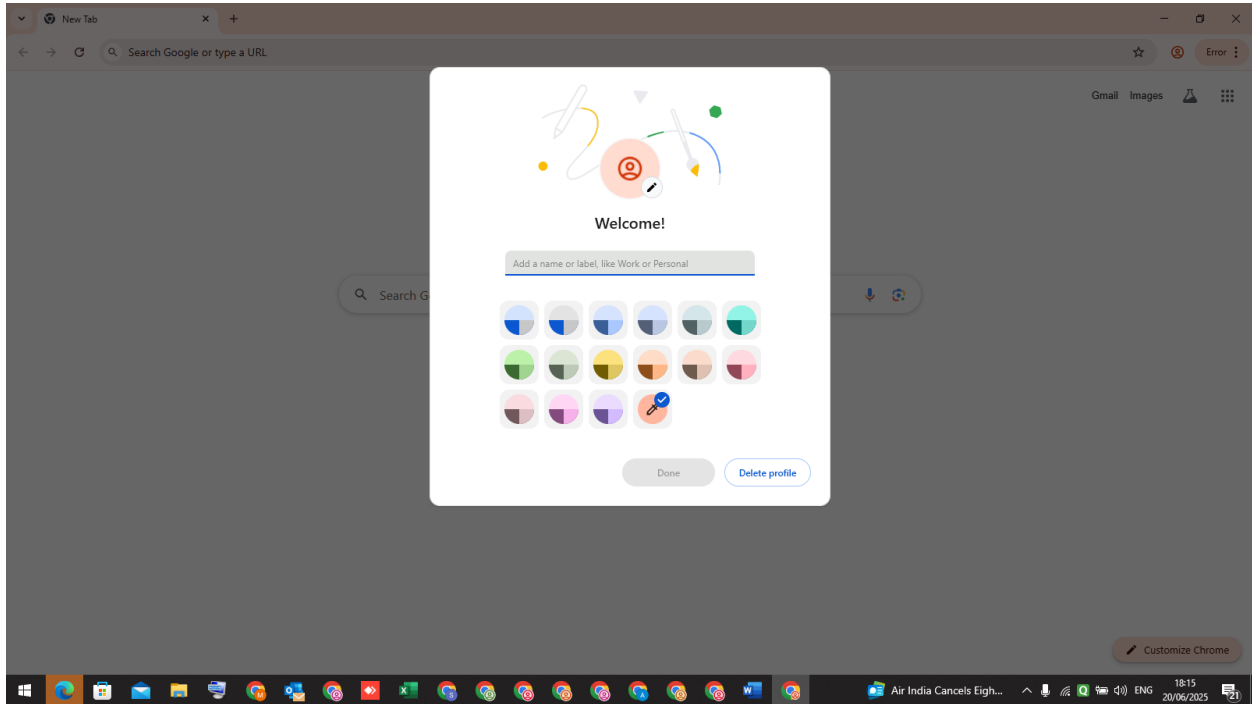 New Tab
Search Google or type a URL
Error
Gmail Images
Welcome!
Add a name or label, like Work or Personal
Search G
Done
Delete profile
Customize Chrome
Air India Cancels Eigh...
ENG
18:15
20/06/2025
21